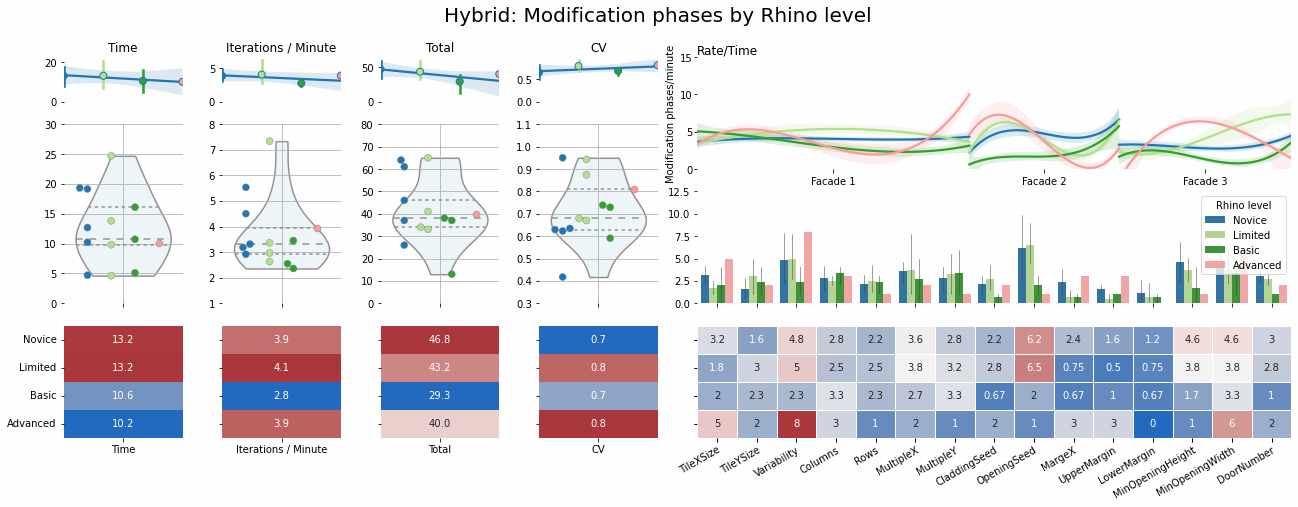 Hybrid: Modification phases by Rhino level
Time
Iterations / Minute
Total
CV
Rate/Time
20
0
5
0
50
0
0.5
0.0
15
10
5
0
Modification phases/minute
Facade 1
Facade 2
Facade 3
30
25
20
15
10
5
0
8
7
6
5
4
3
2
1
80
70
60
50
40
30
20
10
0
1.1
1.0
0.9
0.8
0.7
0.6
0.5
0.4
0.3
12.5
10.0
7.5
5.0
2.5
0.0
Rhino level
Novice
Limited
Basic
Advanced
Novice 13.2 3.9 46.8 0.7 3.2 1.6 4.8 2.8 2.2 3.6 2.8 2.2 6.2 2.4 1.6 1.2 4.6 4.6 3
Limited 13.2 4.1 43.2 0.8 1.8 3 5 2.5 2.5 3.8 3.2 2.8 6.5 0.75 0.5 0.75 3.8 3.8 2.8
Basic 10.6 2.8 29.3 0.7 2 2.3 2.3 3.3 2.3 2.7 3.3 0.67 2 0.67 1 0.67 1.7 3.3 1
Advanced 10.2 3.9 40.0 0.8 5 2 8 3 1 2 1 2 1 3 3 0 1 6 2
Time
Iterations / Minute
Total
CV
TileXSize
TileYSize
Variability
Columns
Rows
MultipleX
MultipleY
CladdingSeed
OpeningSeed
MargeX
UpperMargin
LowerMargin
MinOpeningHeight
MinOpeningWidth
DoorNumber